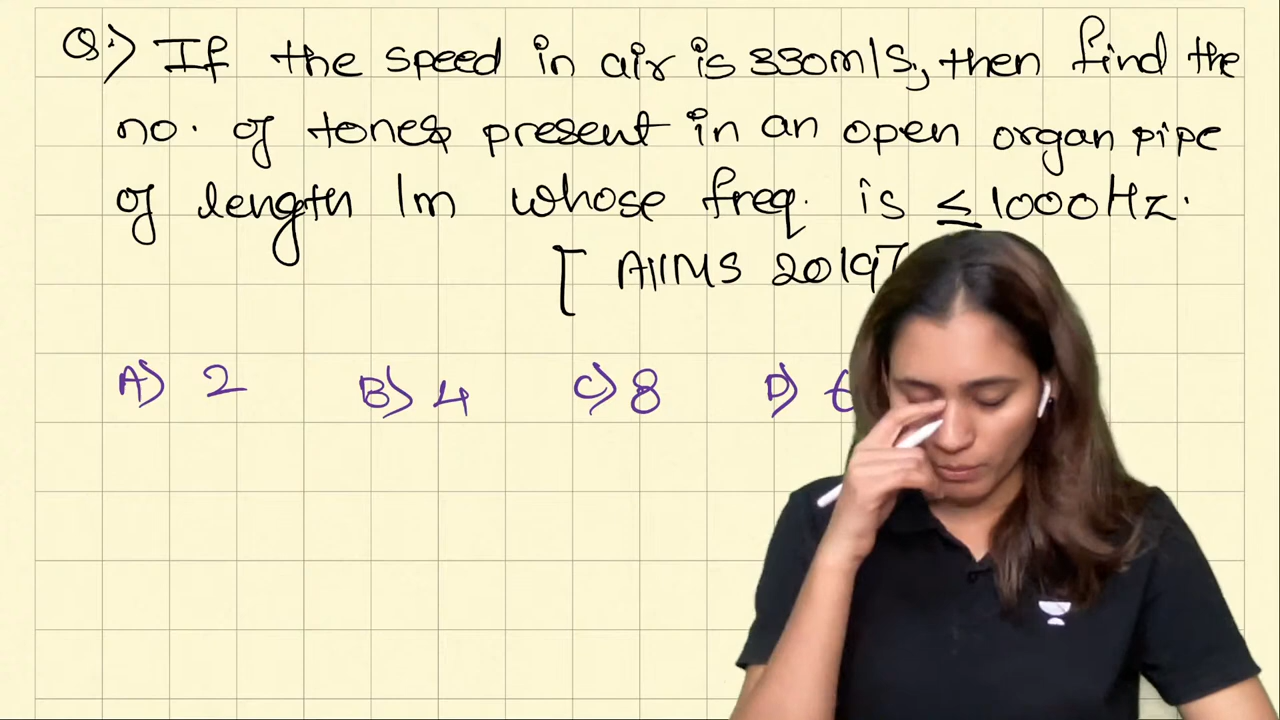 Q:) If the speed in air is 330m/s, then find the
no. of tones present in an open organ pipe
of length 1m whose freq. is ≤ 1000Hz.
[ AIIMS 2019]
A) 2 B) 4 C) 8 D)